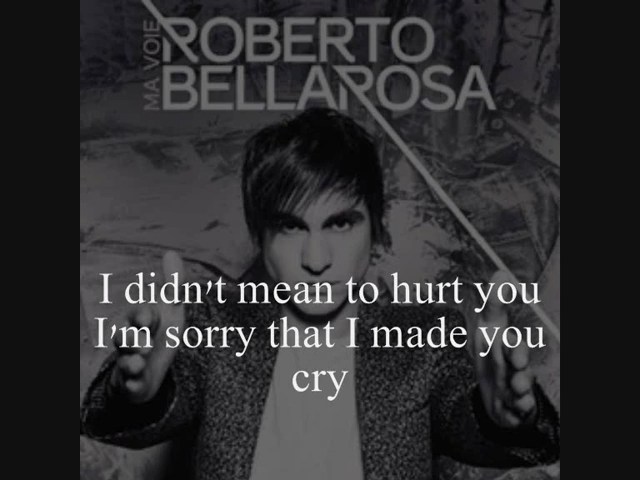 MA VOIE
ROBERTO
BELLAROSA
I didn't mean to hurt you
I'm sorry that I made you
cry